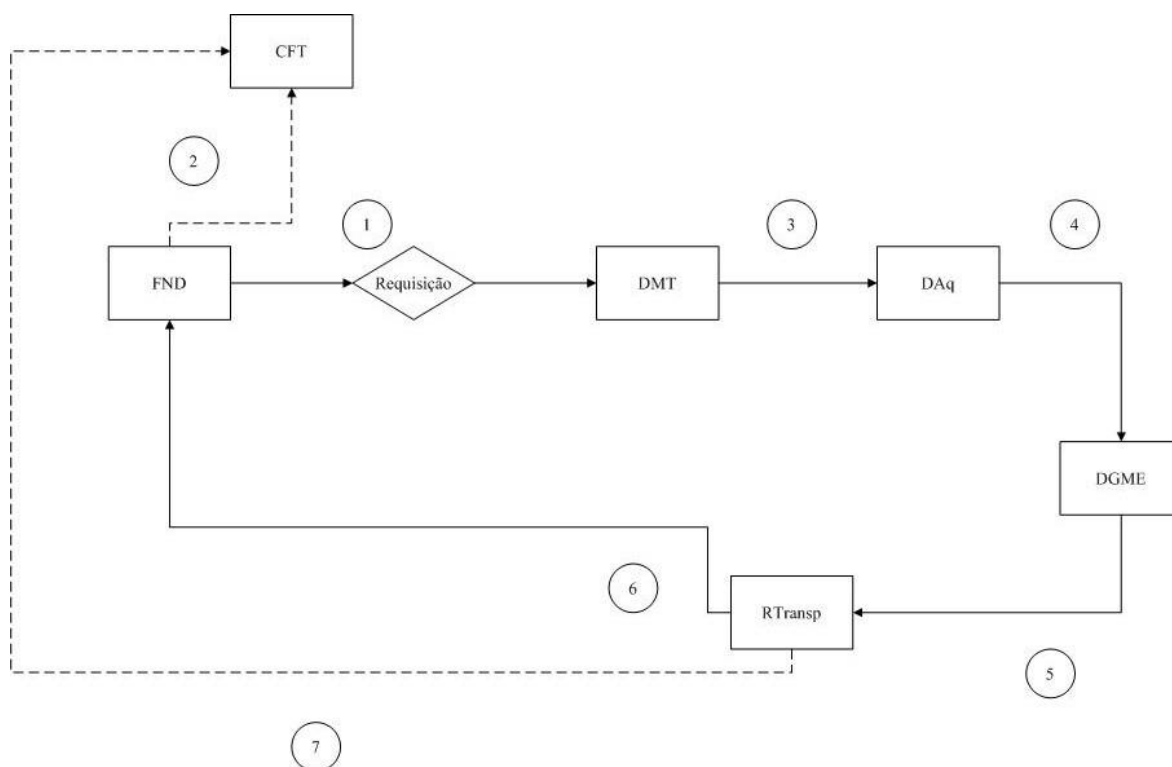 CFT
2
1
3
4
FND
Requisição
DMT
DAq
DGME
6
RTransp
5
7